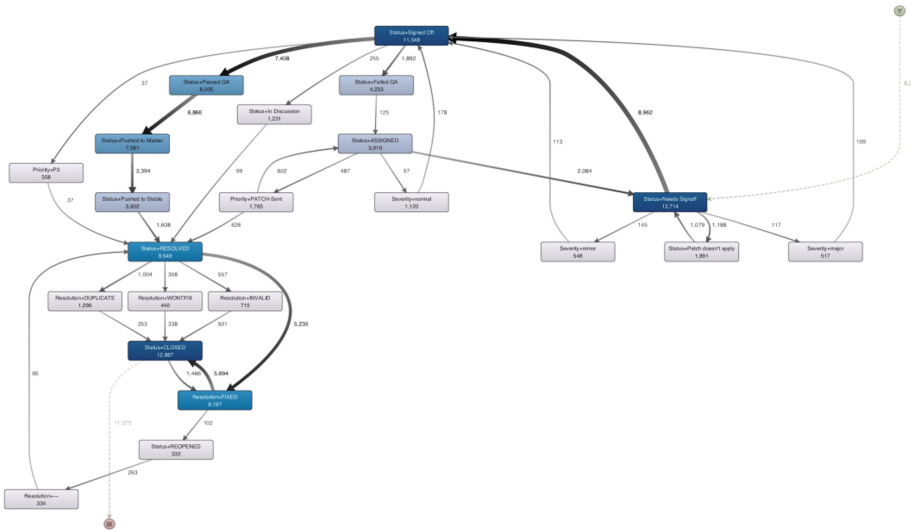 Status+Signed Off
11,348
7,408
255
1,892
37
Status+Passed QA
8,005
Status+Failed QA
4,233
8,962
6,866
Status+In Discussion
1,231
125
178
Status+Pushed to Master
7,581
Status+ASSIGNED
3,910
113
109
3,394
99
602
487
97
2,084
Priority+P3
358
37
Status+Pushed to Stable
3,802
Priority+PATCH-Sent
1,765
Severity+normal
1,120
Status+Needs Signoff
13,714
1,608
626
145
1,079
1,188
117
Status+RESOLVED
9,549
Severity+minor
548
Status+Patch doesn't apply
1,891
Severity+major
517
1,004
358
557
Resolution+DUPLICATE
1,286
Resolution+WONTFIX
440
Resolution+INVALID
715
5,235
253
338
501
Status+CLOSED
12,887
1,466
5,694
Resolution+FIXED
11,375
102
Status+REOPENED
332
263
Resolution+---
334